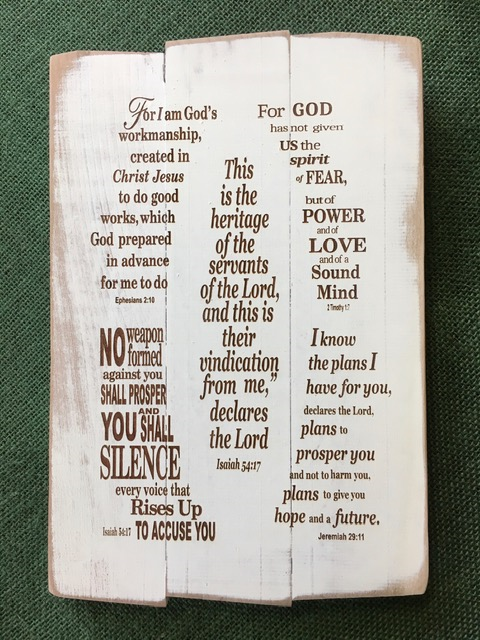 For I am God's
workmanship,
created in
Christ Jesus
to do good
works, which
God prepared
in advance
for me to do
Ephesians 2:10
NO weapon
formed
against you
SHALL PROSPER
AND
YOU SHALL
SILENCE
every voice that
Rises Up
Isaiah 54:17 TO ACCUSE YOU
This
is the
heritage
of the
servants
of the Lord,
and this is
their
vindication
from me,"
declares
the Lord
Isaiah 54:17
For GOD
has not given
US the
spirit
of FEAR,
but of
POWER
and of
LOVE
and of a
Sound
Mind
2 Timothy 1:7
I know
the plans I
have for you,
declares the Lord,
plans to
prosper you
and not to harm you,
plans to give you
hope and a future.
Jeremiah 29:11